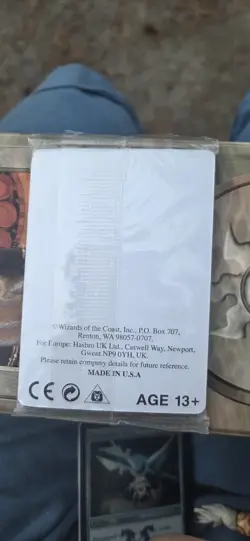 ©Wizards of the Coast, Inc., P.O. Box 707,
Renton, WA 98057-0707.
For Europe: Hasbro UK Ltd., Caswell Way, Newport,
Gwent NP9 0YH, UK.
Please retain company details for future reference.
MADE IN U.S.A
CE
AGE 13+